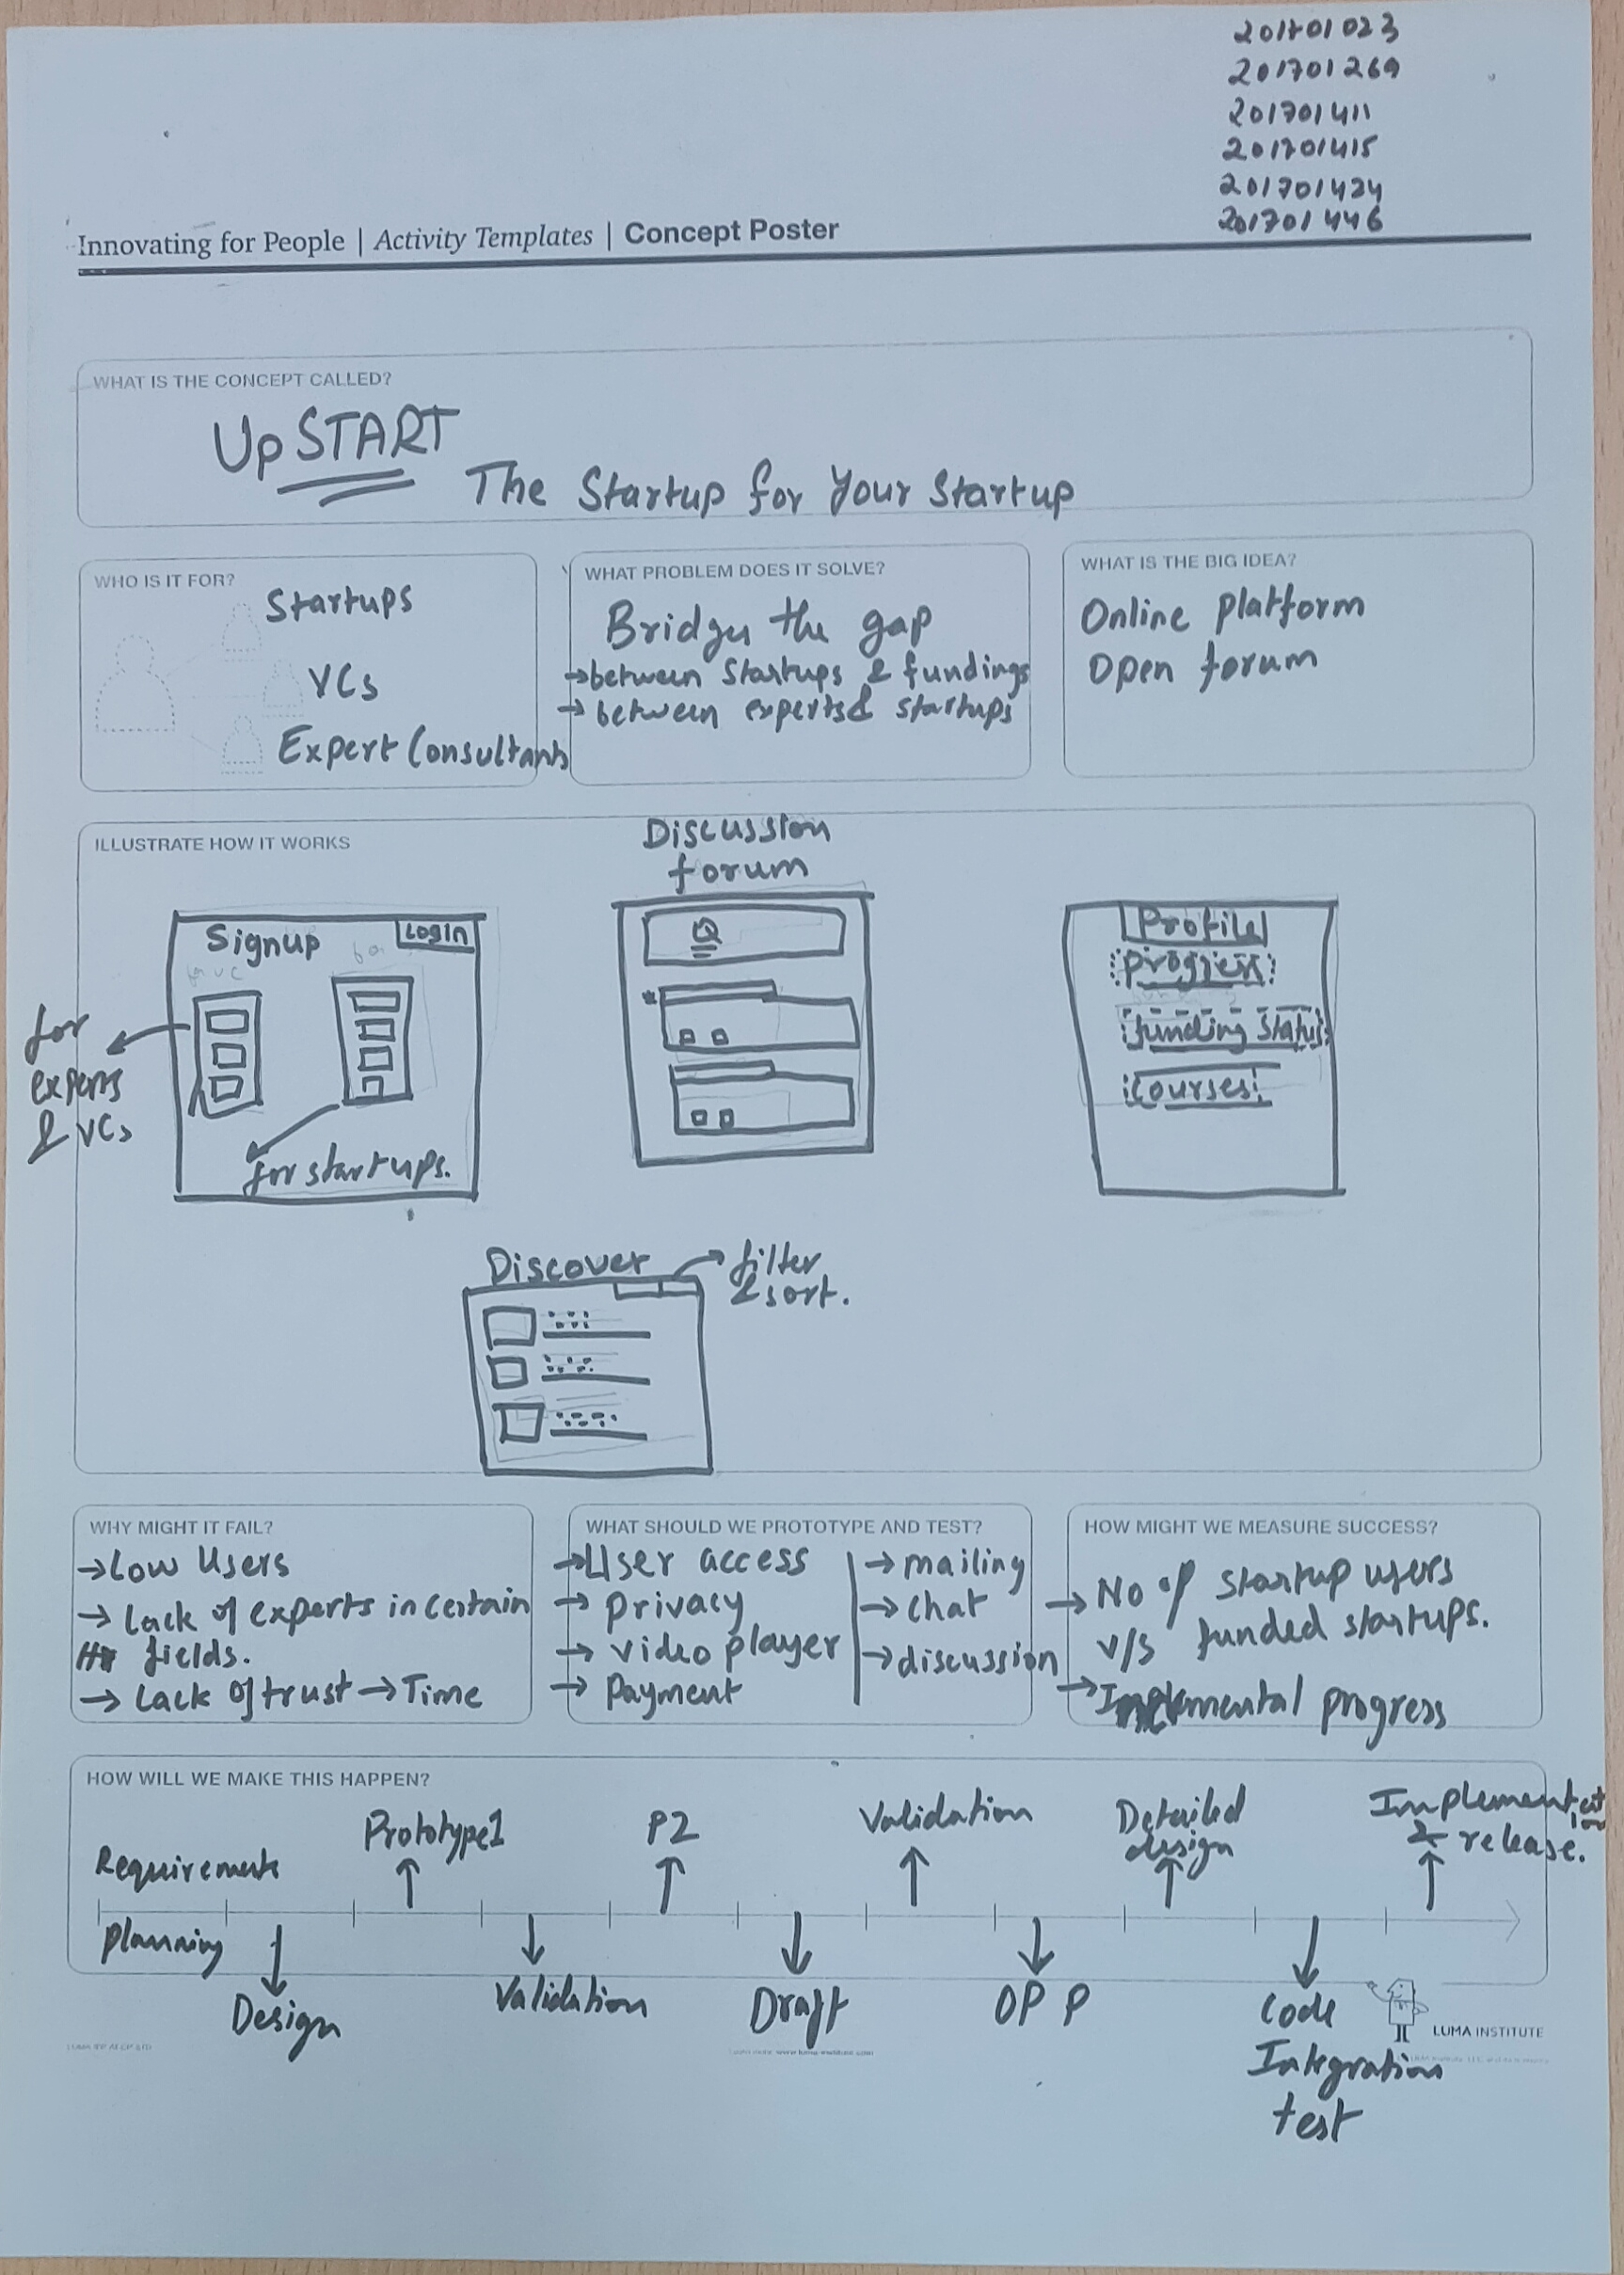 201701023
201701269
201701411
201701415
201701424
201701446
Innovating for People | Activity Templates | Concept Poster
WHAT IS THE CONCEPT CALLED?
UpSTART
The Startup for Your Startup
WHO IS IT FOR?
Startups
VCs
Expert Consultants
WHAT PROBLEM DOES IT SOLVE?
Bridges the gap
→between Startups & fundings
→ between experts & startups
WHAT IS THE BIG IDEA?
Online platform
Open forum
ILLUSTRATE HOW IT WORKS
Signup
Login
for
experts
& VCs
for startups.
Discussion
forum
Q
Profile
progress
funding status
Courses
Discover
filter
& sort.
WHY MIGHT IT FAIL?
→Low Users
→ Lack of experts in certain
fields.
→ Lack of trust → Time
WHAT SHOULD WE PROTOTYPE AND TEST?
→User access
→ privacy
→ video player
→ Payment
→ mailing
→ chat
→discussion
HOW MIGHT WE MEASURE SUCCESS?
→ No of startup users
v/s funded startups.
→ progress
HOW WILL WE MAKE THIS HAPPEN?
Requirements
Prototype1
P2
Validation
Detailed
design
Implementation
& release.
planning
Design
Validation
Draft
OPP
Code
Integration
test
LUMA INSTITUTE